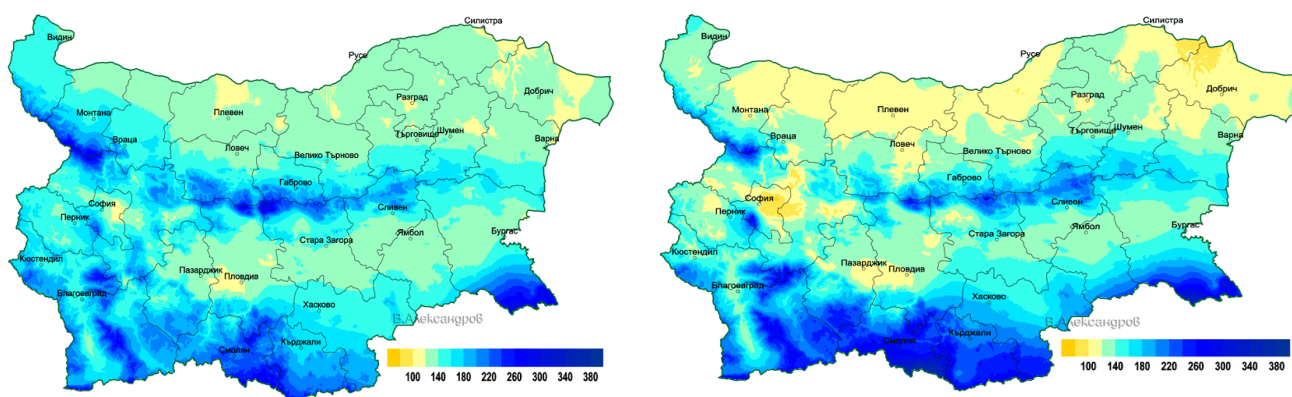 Видин
Силистра
Русе
Добрич
Монтана
Плевен
Разград
Враца
Търговище
Шумен
Варна
Ловеч
Велико Търново
Габрово
София
Перник
Сливен
Ямбол
Бургас
Стара Загора
Кюстендил
Пазарджик
Пловдив
Благоевград
Хасково
В.Александров
Смолян
Кърджали
100 140 180 220 260 300 340 380
Силистра
Видин
Русе
Добрич
Монтана
Плевен
Разград
Враца
Търговище
Шумен
Варна
Ловеч
Велико Търново
Габрово
София
Перник
Сливен
Ямбол
Бургас
Стара Загора
Кюстендил
Пазарджик
Пловдив
Благоевград
Хасково
В.Александров
Смолян
Кърджали
100 140 180 220 260 300 340 380